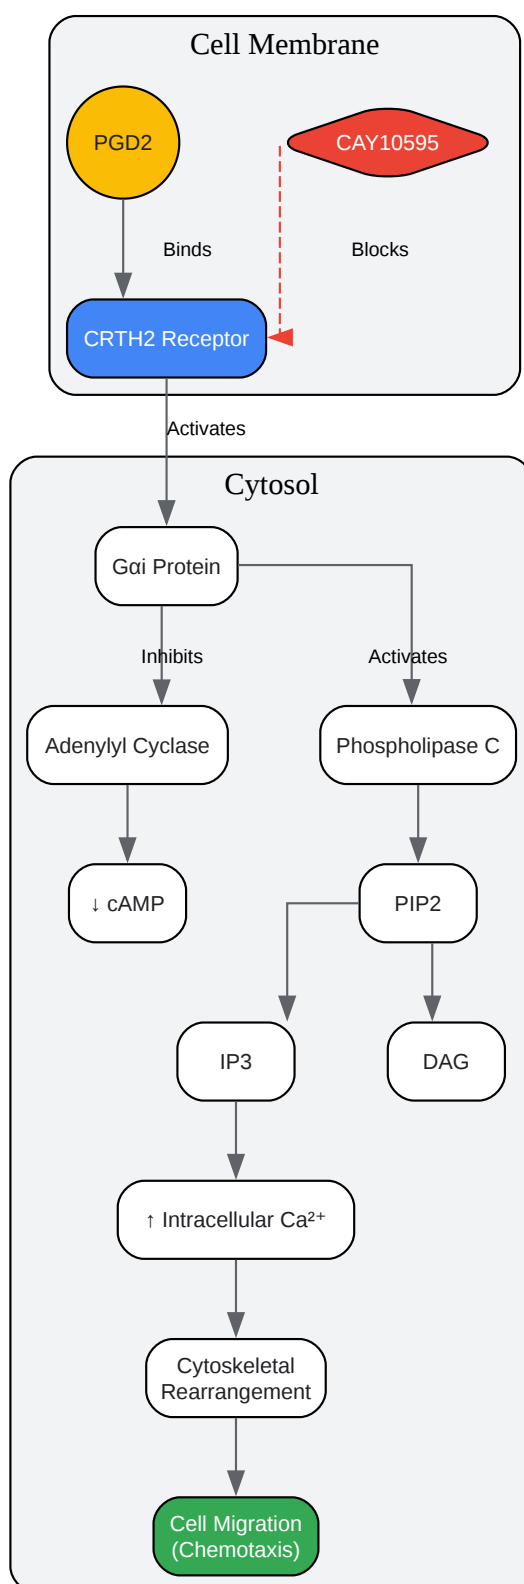 Cell Membrane
PGD2
CAY10595
Binds
Blocks
CRTH2 Receptor
Activates
Cytosol
Gαi Protein
Inhibits
Activates
Adenylyl Cyclase
Phospholipase C
↓ cAMP
PIP2
IP3
DAG
↑ Intracellular Ca²⁺
Cytoskeletal
Rearrangement
Cell Migration
(Chemotaxis)